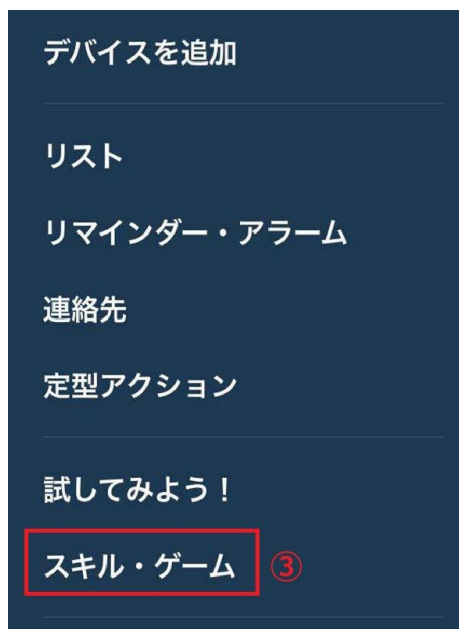 デバイスを追加
リスト
リマインダー・アラーム
連絡先
定型アクション
試してみよう！
スキル・ゲーム ③